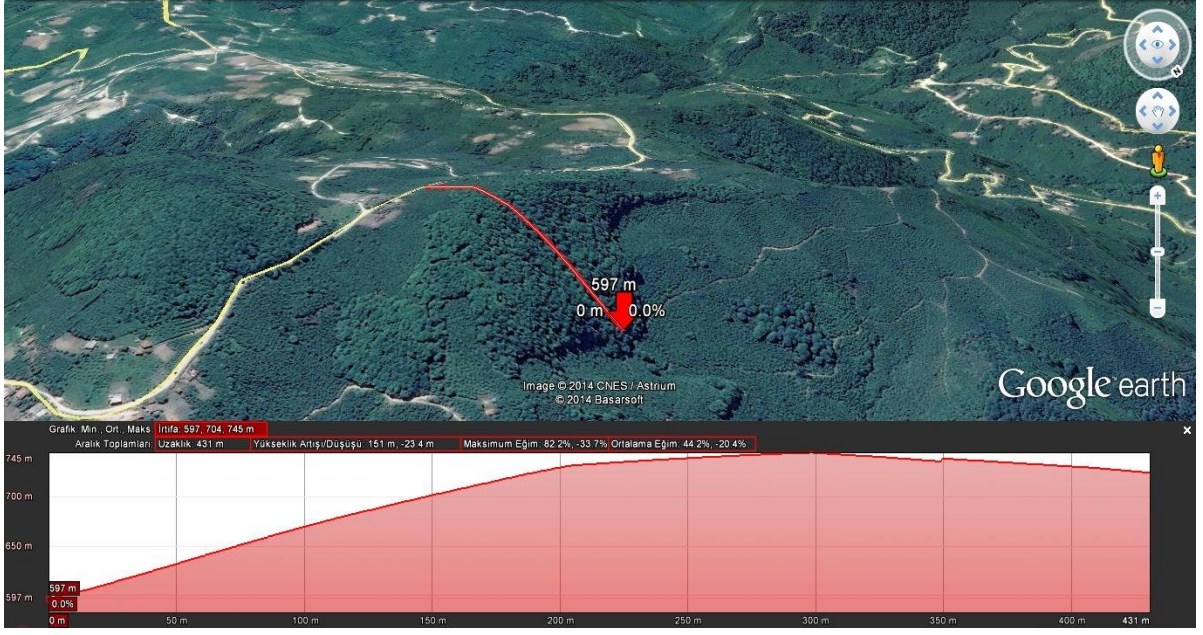 597 m
0 m 0.0%
Image © 2014 CNES / Astrium
© 2014 Basarsoft
Google earth
Grafik: Min., Ort., Maks. İrtifa: 597, 704, 745 m
Aralık Toplamları: Uzaklık: 431 m Yükseklik Artışı/Düşüşü: 151 m, -23.4 m Maksimum Eğim: 82.2%, -33.7% Ortalama Eğim: 44.2%, -20.4%
745 m
700 m
650 m
597 m
597 m
0.0%
0 m 50 m 100 m 150 m 200 m 250 m 300 m 350 m 400 m 431 m